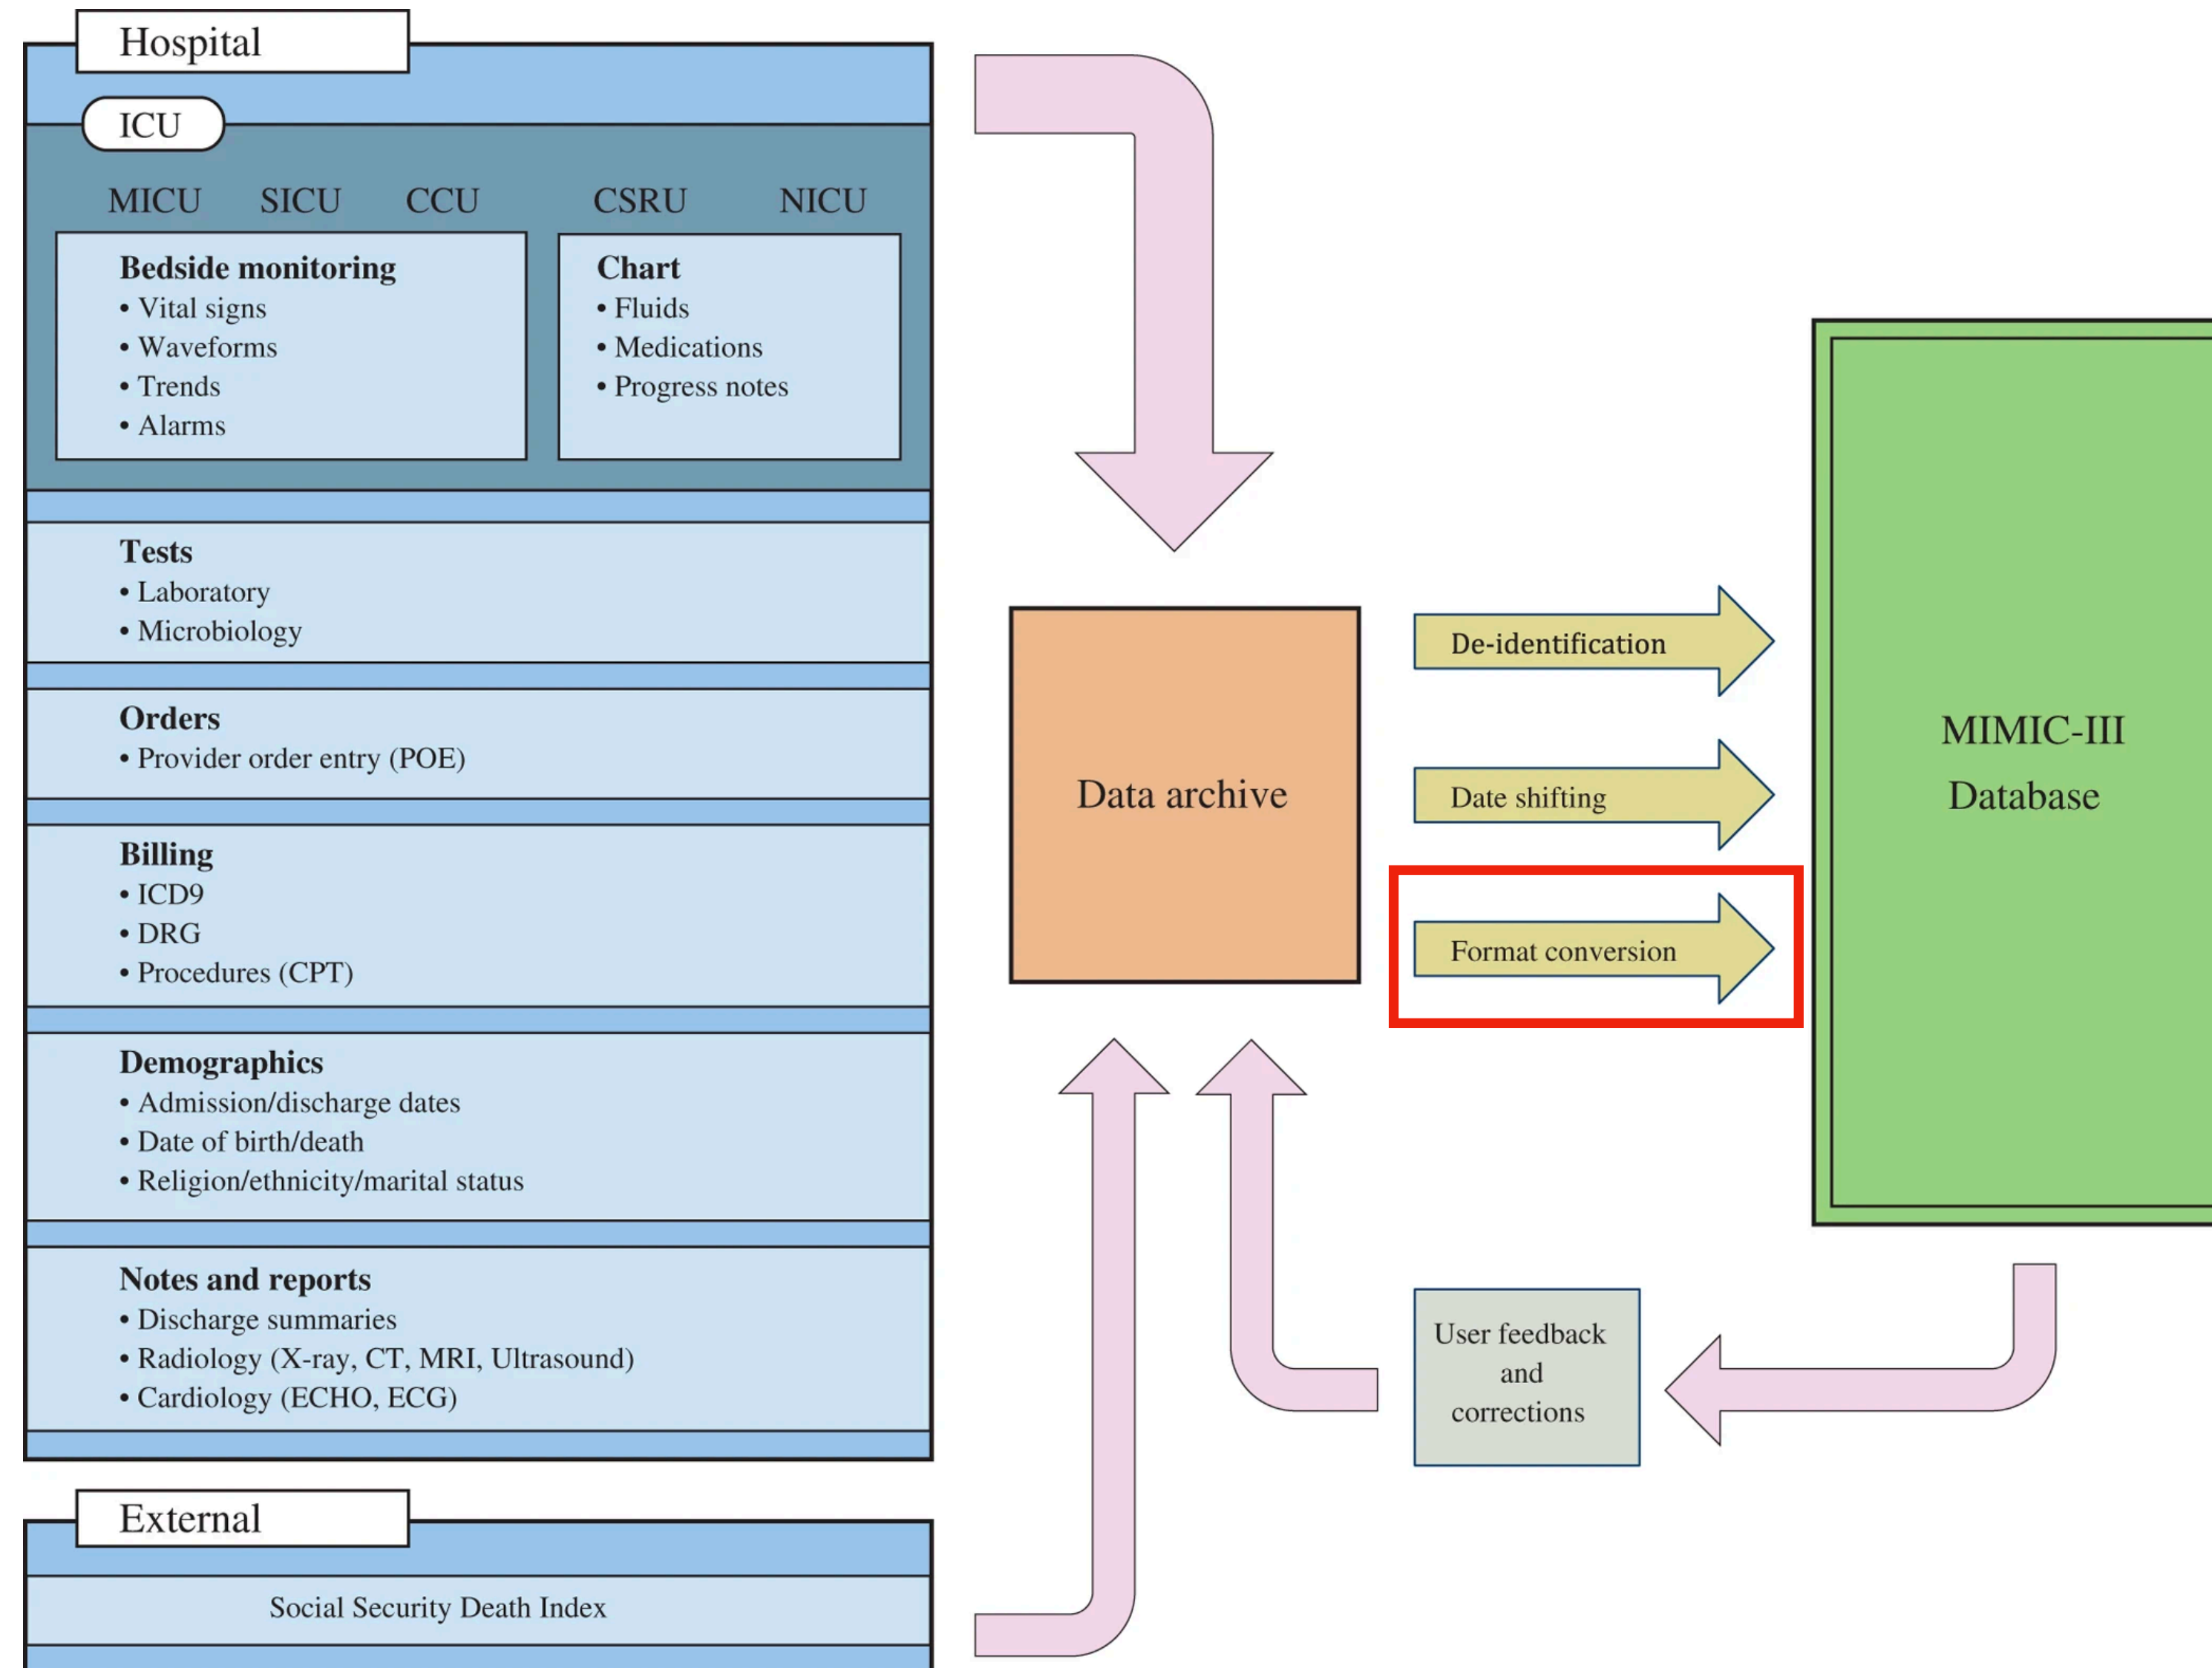 Hospital
ICU
MICU SICU CCU CSRU NICU
Bedside monitoring
• Vital signs
• Waveforms
• Trends
• Alarms
Chart
• Fluids
• Medications
• Progress notes
Tests
• Laboratory
• Microbiology
Orders
• Provider order entry (POE)
Billing
• ICD9
• DRG
• Procedures (CPT)
Demographics
• Admission/discharge dates
• Date of birth/death
• Religion/ethnicity/marital status
Notes and reports
• Discharge summaries
• Radiology (X-ray, CT, MRI, Ultrasound)
• Cardiology (ECHO, ECG)
External
Social Security Death Index
Data archive
De-identification
Date shifting
Format conversion
MIMIC-III
Database
User feedback
and
corrections